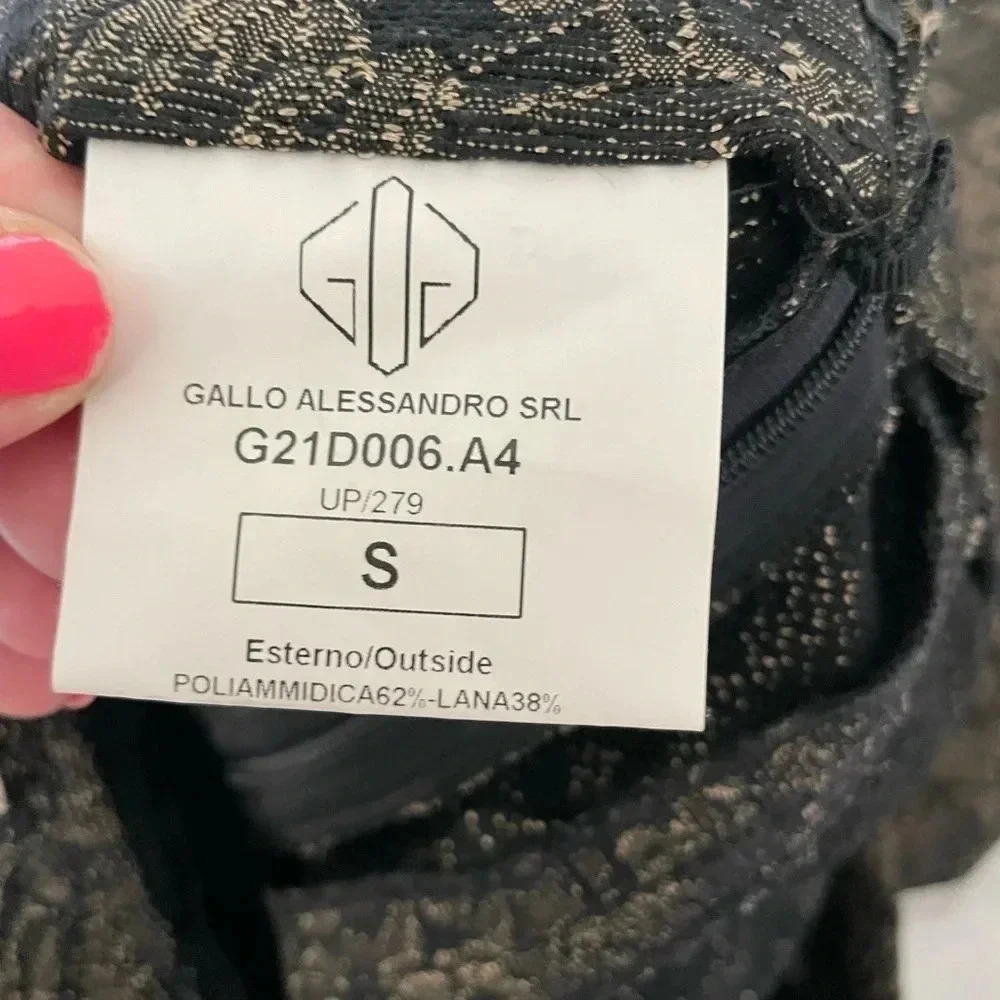 GALLO ALESSANDRO SRL
G21D006.A4
UP/279
S
Esterno/Outside
POLIAMMIDICA62%-LANA38%